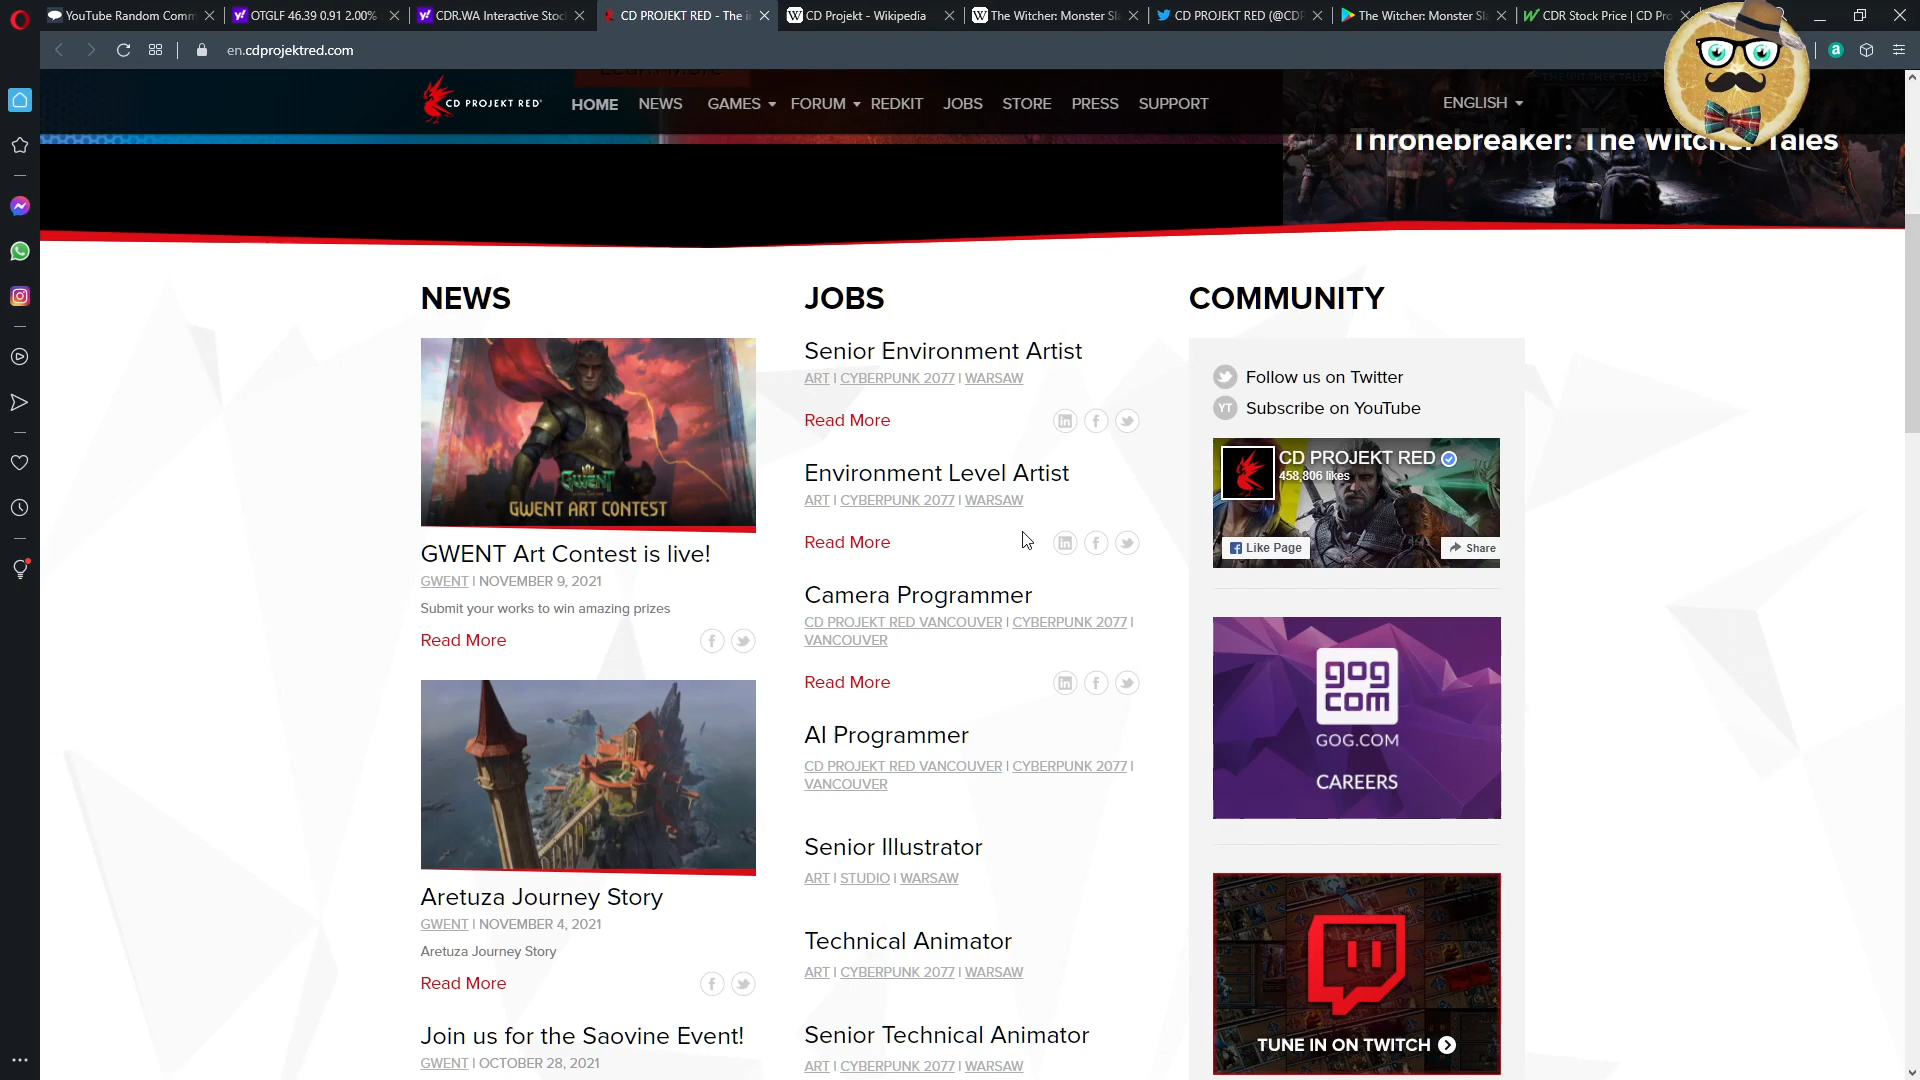 YouTube Random Comm
OTGLF 46.39 0.91 2.00%
CDR.WA Interactive Stoc
CD PROJEKT RED - The i
CD Projekt - Wikipedia
The Witcher: Monster Sl
CD PROJEKT RED (@CDP
The Witcher: Monster Sl
CDR Stock Price | CD Pro
en.cdprojektred.com
CD PROJEKT RED
HOME
NEWS
GAMES
FORUM
REDKIT
JOBS
STORE
PRESS
SUPPORT
ENGLISH
Thronebreaker: The Witcher Tales
NEWS
GWENT
GWENT ART CONTEST
GWENT Art Contest is live!
GWENT | NOVEMBER 9, 2021
Submit your works to win amazing prizes
Read More
Aretuza Journey Story
GWENT | NOVEMBER 4, 2021
Aretuza Journey Story
Read More
Join us for the Saovine Event!
GWENT | OCTOBER 28, 2021
JOBS
Senior Environment Artist
ART | CYBERPUNK 2077 | WARSAW
Read More
Environment Level Artist
ART | CYBERPUNK 2077 | WARSAW
Read More
Camera Programmer
CD PROJEKT RED VANCOUVER | CYBERPUNK 2077 |
VANCOUVER
Read More
AI Programmer
CD PROJEKT RED VANCOUVER | CYBERPUNK 2077 |
VANCOUVER
Senior Illustrator
ART | STUDIO | WARSAW
Technical Animator
ART | CYBERPUNK 2077 | WARSAW
Senior Technical Animator
ART | CYBERPUNK 2077 | WARSAW
COMMUNITY
Follow us on Twitter
YT Subscribe on YouTube
CD PROJEKT RED
458,806 likes
Like Page
Share
gog
com
GOG.COM
CAREERS
TUNE IN ON TWITCH